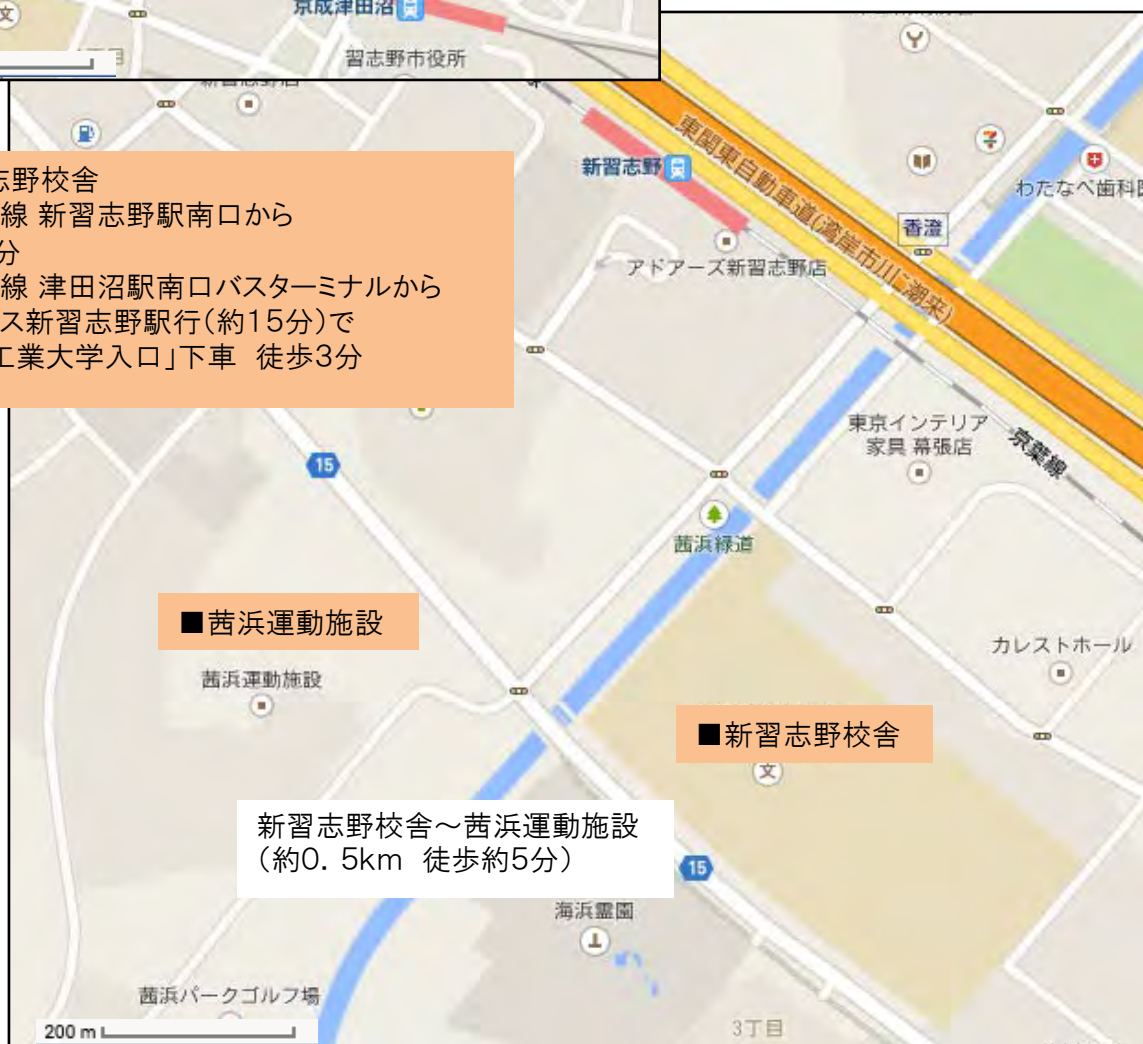 文
京成津田沼
習志野市役所
新習志野
東関東自動車道(湾岸市川に潮来)
わたなべ歯科医
香澄
アドアーズ新習志野店
志野校舎
線 新習志野駅南口から
分
線 津田沼駅南口バスターミナルから
ス新習志野駅行(約15分)で
工業大学入口」下車 徒歩3分
東京インテリア
家具 幕張店
京葉線
15
茜浜緑道
■茜浜運動施設
茜浜運動施設
カレストホール
■新習志野校舎
文
新習志野校舎～茜浜運動施設
(約0. 5km 徒歩約5分)
15
海浜霊園
茜浜パークゴルフ場
200 m
3丁目